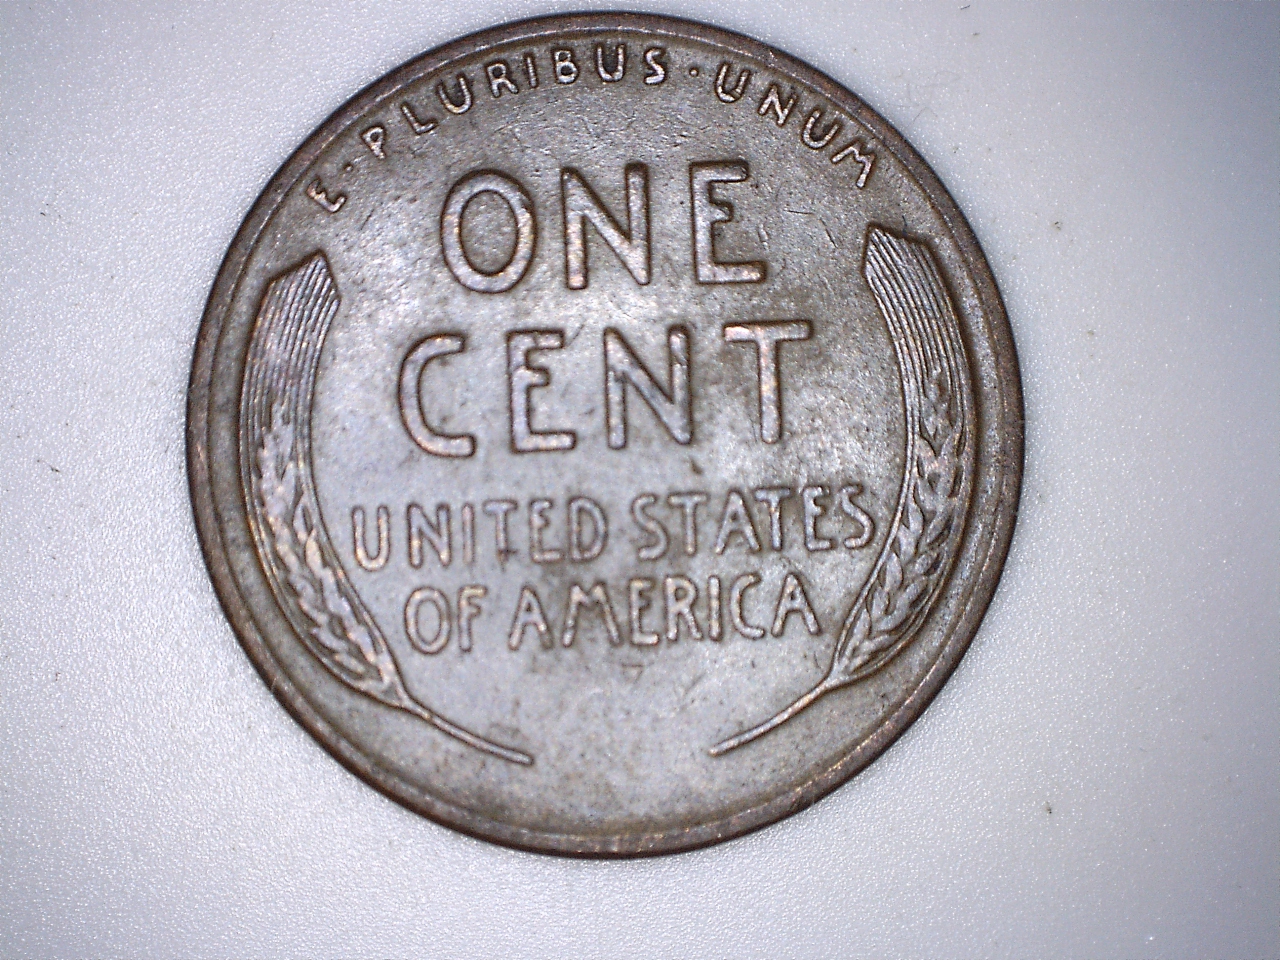 E · PLURIBUS · UNUM
ONE
CENT
UNITED STATES
OF AMERICA